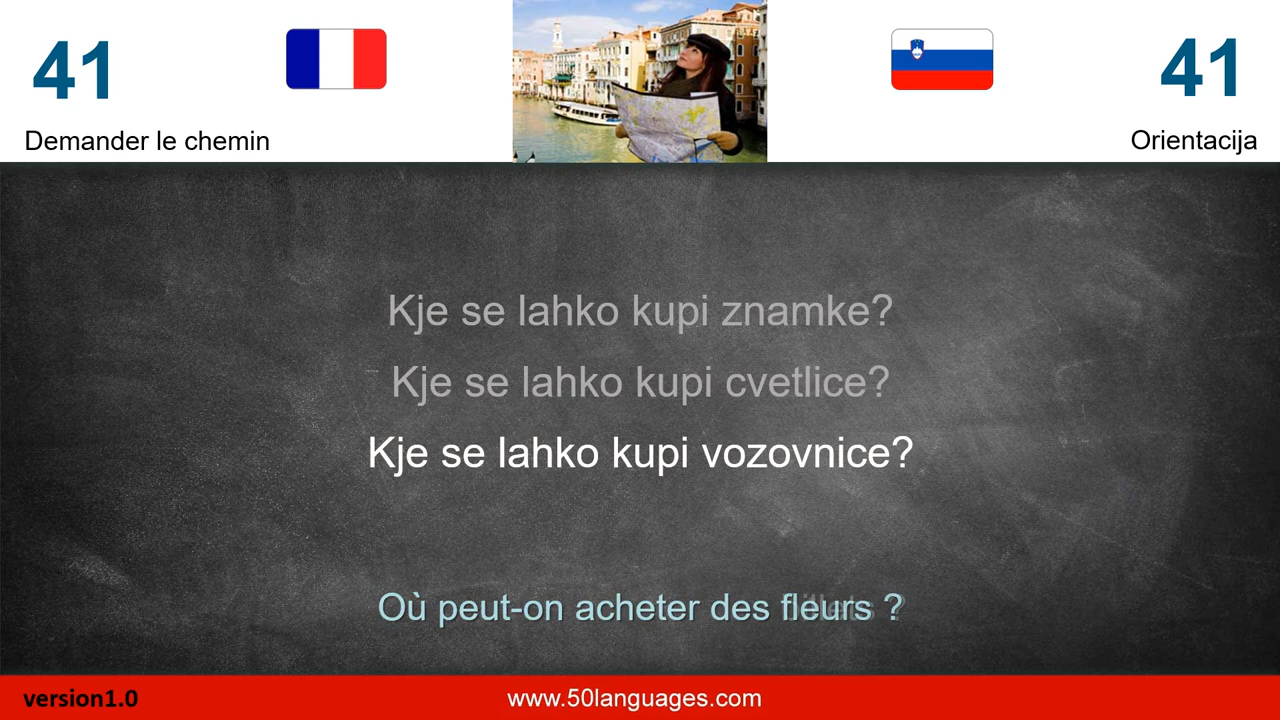 41
41
Demander le chemin
Orientacija
Kje se lahko kupi znamke?
Kje se lahko kupi cvetlice?
Kje se lahko kupi vozovnice?
Où peut-on acheter des fleurs ?
version1.0
www.50languages.com